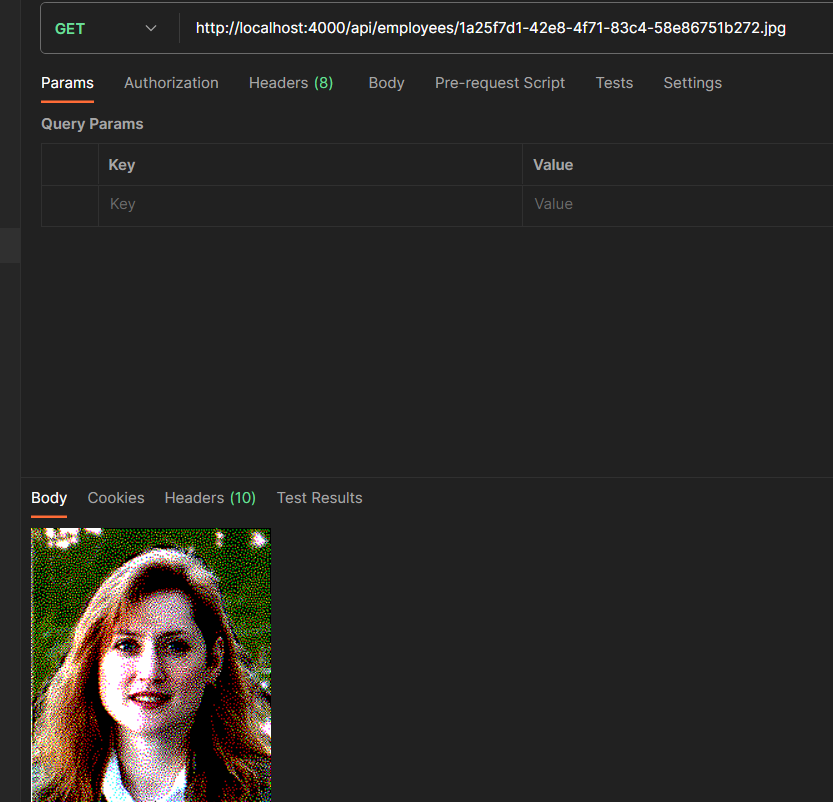 GET http://localhost:4000/api/employees/1a25f7d1-42e8-4f71-83c4-58e86751b272.jpg
Params Authorization Headers (8) Body Pre-request Script Tests Settings
Query Params
Key Value
Key Value
Body Cookies Headers (10) Test Results